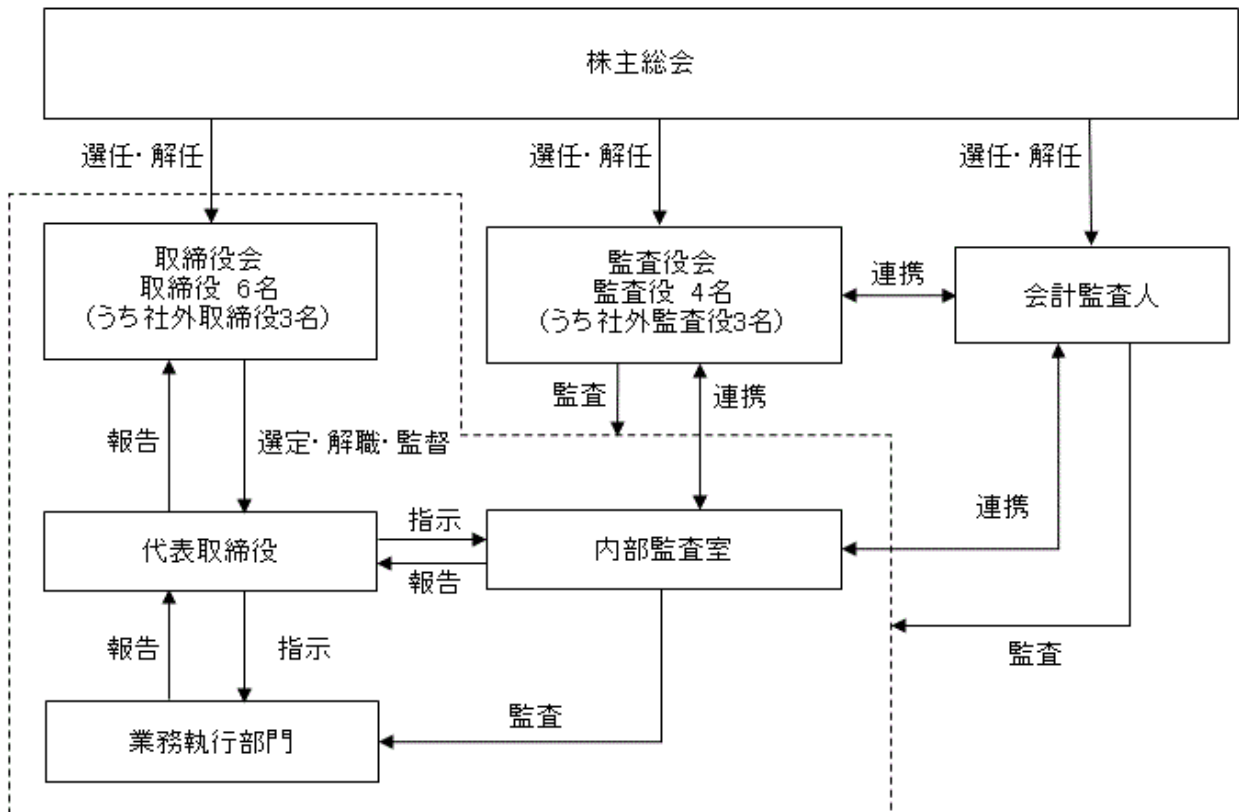 株主総会
選任・解任
選任・解任
選任・解任
取締役会
取締役 6名
(うち社外取締役3名)
監査役会
監査役 4名
(うち社外監査役3名)
連携
会計監査人
監査
連携
報告
選定・解職・監督
連携
代表取締役
指示
報告
内部監査室
報告
指示
監査
監査
業務執行部門